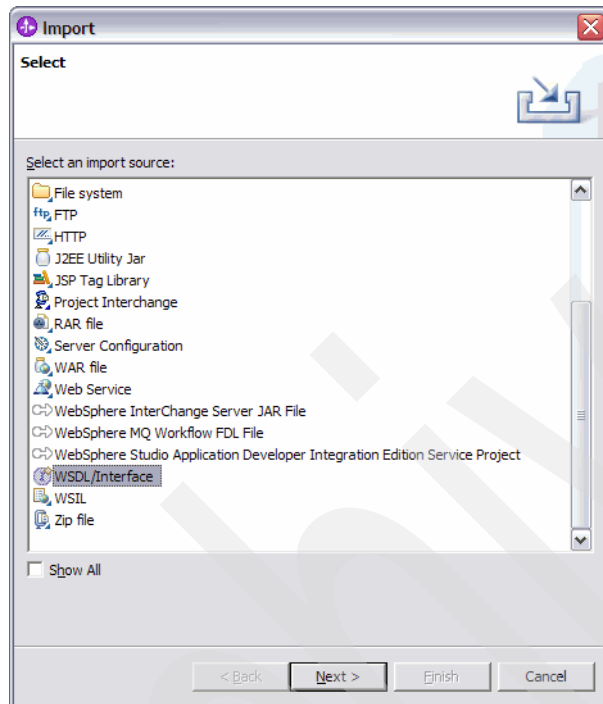 Import
Select
Select an import source:
File system
ftp FTP
HTTP
J2EE Utility Jar
JSP Tag Library
Project Interchange
RAR file
Server Configuration
WAR file
Web Service
WebSphere InterChange Server JAR File
WebSphere MQ Workflow FDL File
WebSphere Studio Application Developer Integration Edition Service Project
WSDL/Interface
WSIL
Zip file
Show All
< Back Next > Finish Cancel